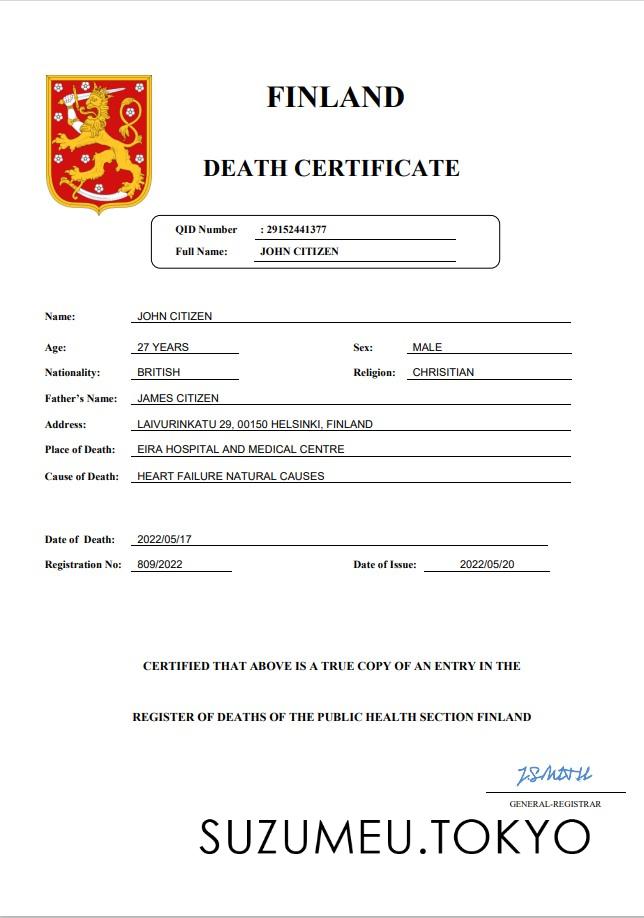 FINLAND
DEATH CERTIFICATE
QID Number : 29152441377
Full Name: JOHN CITIZEN
Name: JOHN CITIZEN
Age: 27 YEARS Sex: MALE
Nationality: BRITISH Religion: CHRISITIAN
Father's Name: JAMES CITIZEN
Address: LAIVURINKATU 29, 00150 HELSINKI, FINLAND
Place of Death: EIRA HOSPITAL AND MEDICAL CENTRE
Cause of Death: HEART FAILURE NATURAL CAUSES
Date of Death: 2022/05/17
Registration No: 809/2022 Date of Issue: 2022/05/20
CERTIFIED THAT ABOVE IS A TRUE COPY OF AN ENTRY IN THE
REGISTER OF DEATHS OF THE PUBLIC HEALTH SECTION FINLAND
GENERAL-REGISTRAR
SUZUMEU.TOKYO